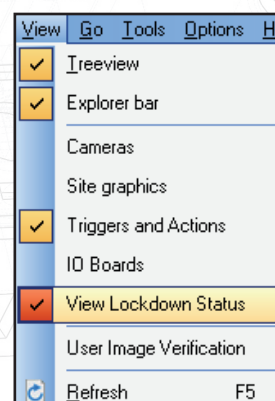 View Go Tools Options H
Treeview
Explorer bar
Cameras
Site graphics
Triggers and Actions
IO Boards
View Lockdown Status
User Image Verification
Refresh F5